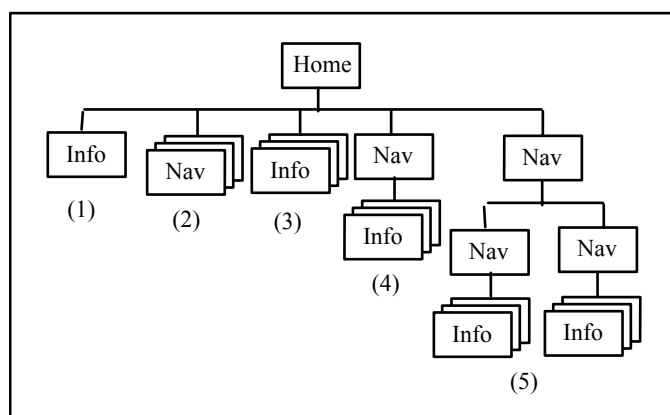 Home
Info
Nav
Info
Nav
Nav
(1)
(2)
(3)
Info
(4)
Nav
Nav
Info
Info
(5)